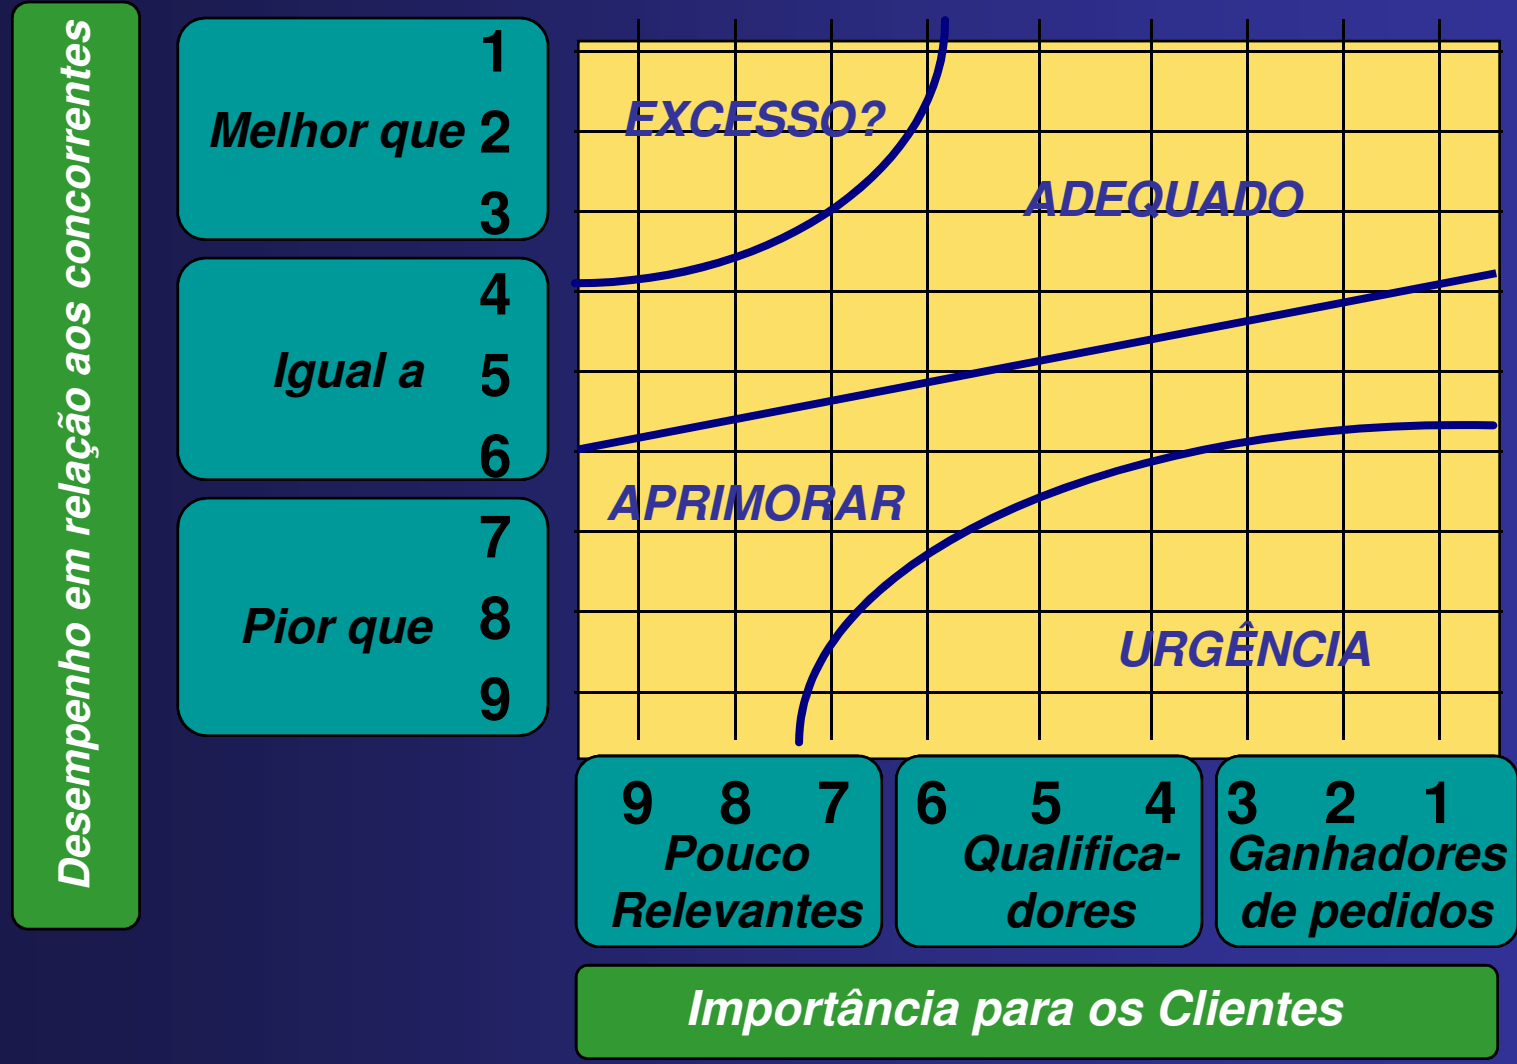 Desempenho em relação aos concorrentes
1
Melhor que 2
3
4
Igual a 5
6
7
Pior que 8
9
EXCESSO?
ADEQUADO
APRIMORAR
URGÊNCIA
9 8 7
Pouco
Relevantes
6 5 4
Qualifica-
dores
3 2 1
Ganhadores
de pedidos
Importância para os Clientes